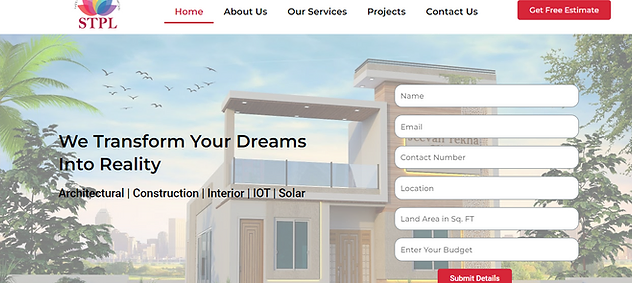 STPL
Home
About Us
Our Services
Projects
Contact Us
Get Free Estimate
Name
Email
Jeevan Tekna
Contact Number
We Transform Your Dreams
Into Reality
Location
Architectural | Construction | Interior | IOT | Solar
Land Area in Sq. FT
Enter Your Budget
Submit Details